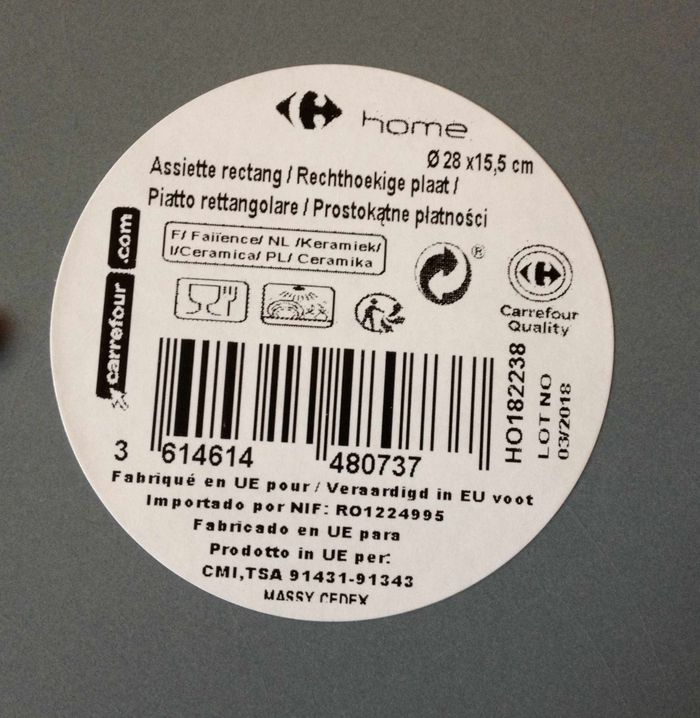 home
Ø 28 x15,5 cm
Assiette rectang / Rechthoekige plaat /
Piatto rettangolare / Prostokątne płatności
F/ Faiïence/ NL /Keramiek/
I/Ceramica/ PL/ Ceramika
carrefour .com
®
Carrefour
Quality
HO182238
LOT NO
03/2018
3 614614 480737
Fabriqué en UE pour / Veraardigd in EU voot
Importado por NIF: RO1224995
Fabricado en UE para
Prodotto in UE per:
CMI,TSA 91431-91343
MASSY CEDEX